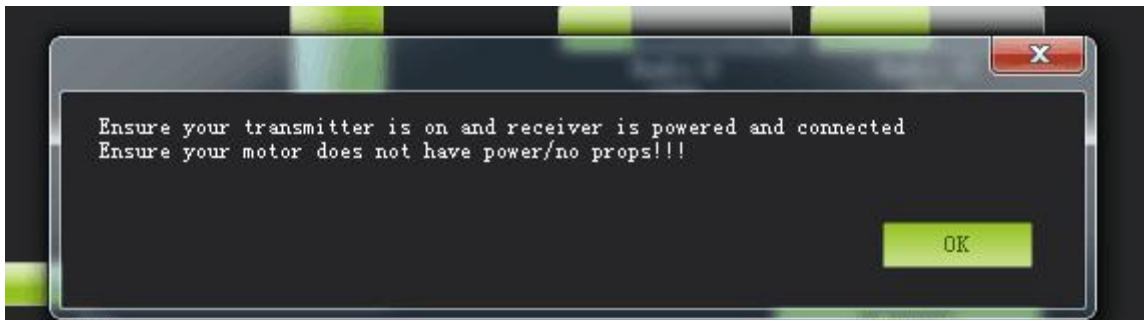 Ensure your transmitter is on and receiver is powered and connected
Ensure your motor does not have power/no props!!!
OK